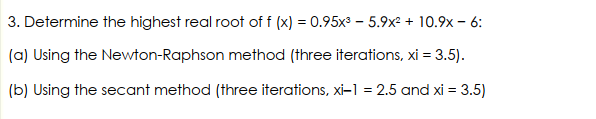 3. Determine the highest real root of f (x) = 0.95x³ – 5.9x² + 10.9x – 6:
(a) Using the Newton-Raphson method (three iterations, xi = 3.5).
(b) Using the secant method (three iterations, xi–1 = 2.5 and xi = 3.5)